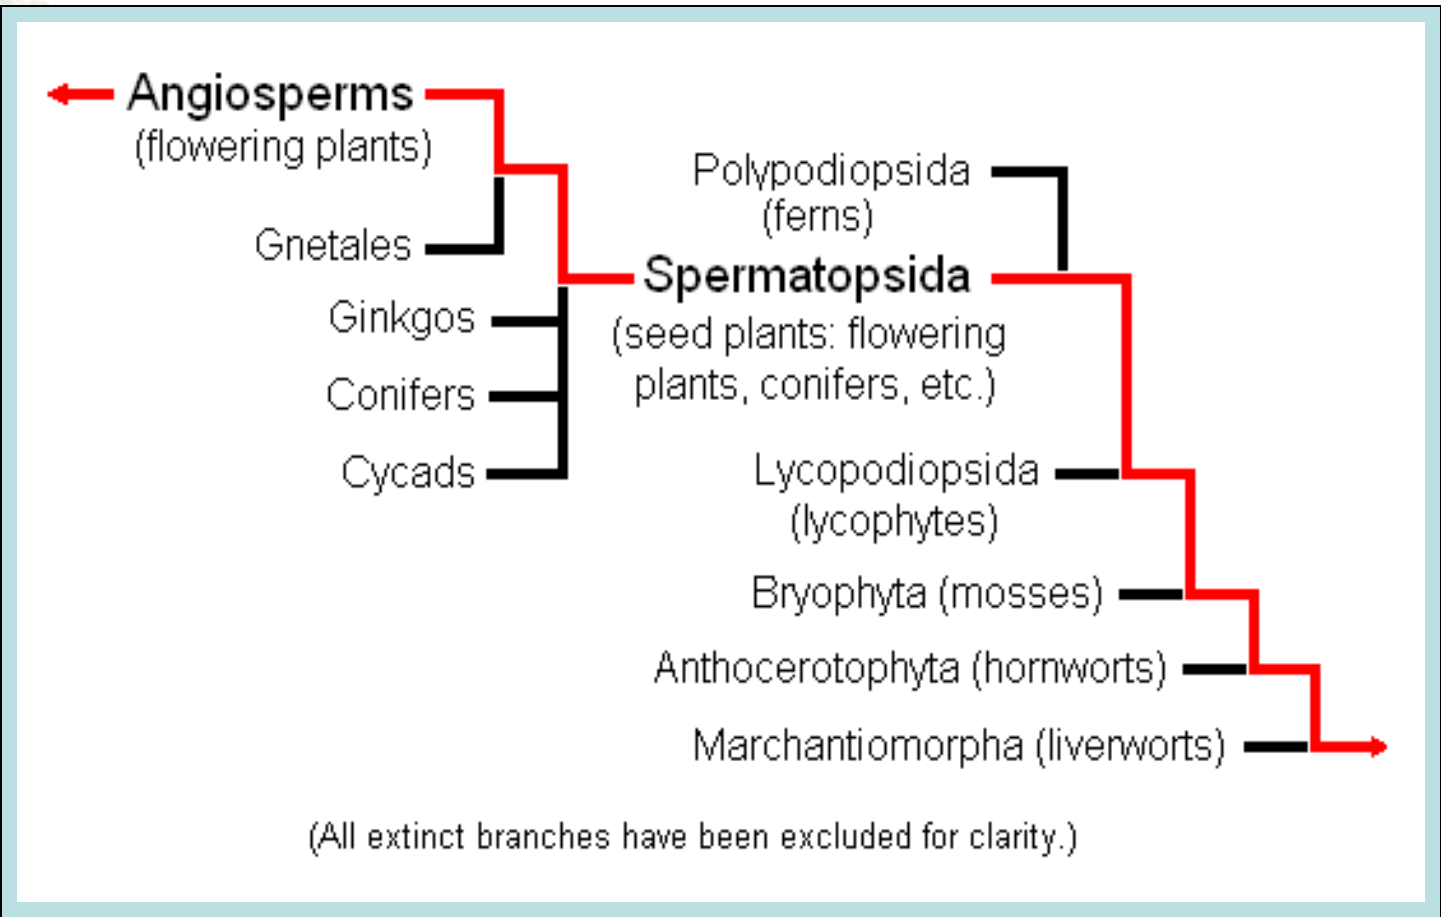 Angiosperms
(flowering plants)
Gnetales
Ginkgos
Conifers
Cycads
Polypodiopsida
(ferns)
Spermatopsida
(seed plants: flowering
plants, conifers, etc.)
Lycopodiopsida
(lycophytes)
Bryophyta (mosses)
Anthocerotophyta (hornworts)
Marchantiomorpha (liverworts)
(All extinct branches have been excluded for clarity.)